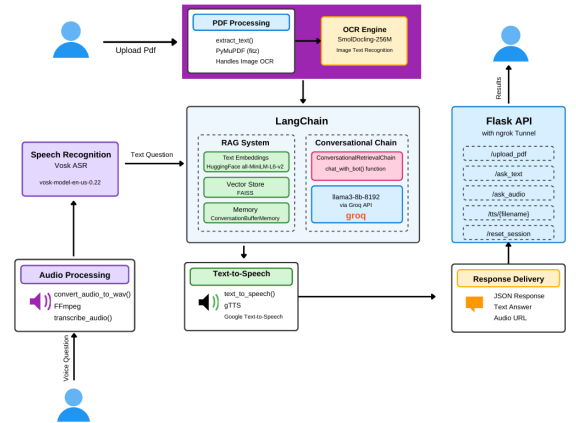 Upload Pdf
PDF Processing
extract_text()
PyMuPDF (fitz)
Handles Image OCR
OCR Engine
SmolDocling-256M
Image Text Recognition
Results
LangChain
RAG System
Text Embeddings
HuggingFace all-MiniLM-L6-v2
Vector Store
FAISS
Memory
ConversationBufferMemory
Conversational Chain
ConversationalRetrievalChain
chat_with_bot() function
llama3-8b-8192
via Groq API
groq
Flask API
with ngrok Tunnel
/upload_pdf
/ask_text
/ask_audio
/tts/{filename}
/reset_session
Speech Recognition
Vosk ASR
vosk-model-en-us-0.22
Text Question
Audio Processing
convert_audio_to_wav()
FFmpeg
transcribe_audio()
Text-to-Speech
text_to_speech()
gTTS
Google Text-to-Speech
Response Delivery
JSON Response
Text Answer
Audio URL
Voice Question